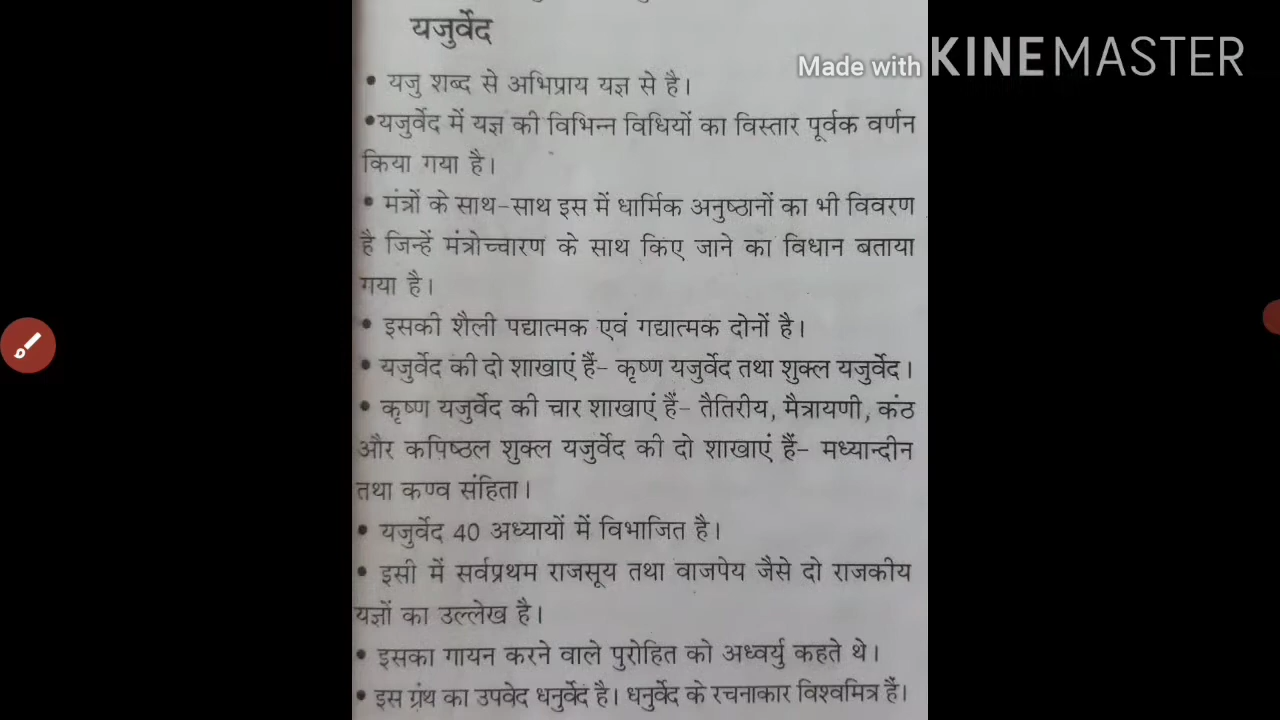 यजुर्वेद
Made with KINEMASTER
• यजु शब्द से अभिप्राय यज्ञ से है।
•यजुर्वेद में यज्ञ की विभिन्न विधियों का विस्तार पूर्वक वर्णन
किया गया है।
• मंत्रों के साथ-साथ इस में धार्मिक अनुष्ठानों का भी विवरण
है जिन्हें मंत्रोच्चारण के साथ किए जाने का विधान बताया
गया है।
• इसकी शैली पद्यात्मक एवं गद्यात्मक दोनों है।
• यजुर्वेद की दो शाखाएं हैं- कृष्ण यजुर्वेद तथा शुक्ल यजुर्वेद।
• कृष्ण यजुर्वेद की चार शाखाएं हैं- तैतिरीय, मैत्रायणी, कंठ
और कपिष्ठल शुक्ल यजुर्वेद की दो शाखाएं हैं- मध्यान्दीन
तथा कण्व संहिता।
• यजुर्वेद 40 अध्यायों में विभाजित है।
• इसी में सर्वप्रथम राजसूय तथा वाजपेय जैसे दो राजकीय
यज्ञों का उल्लेख है।
• इसका गायन करने वाले पुरोहित को अध्वर्यु कहते थे।
• इस ग्रंथ का उपवेद धनुर्वेद है। धनुर्वेद के रचनाकार विश्वमित्र हैं।